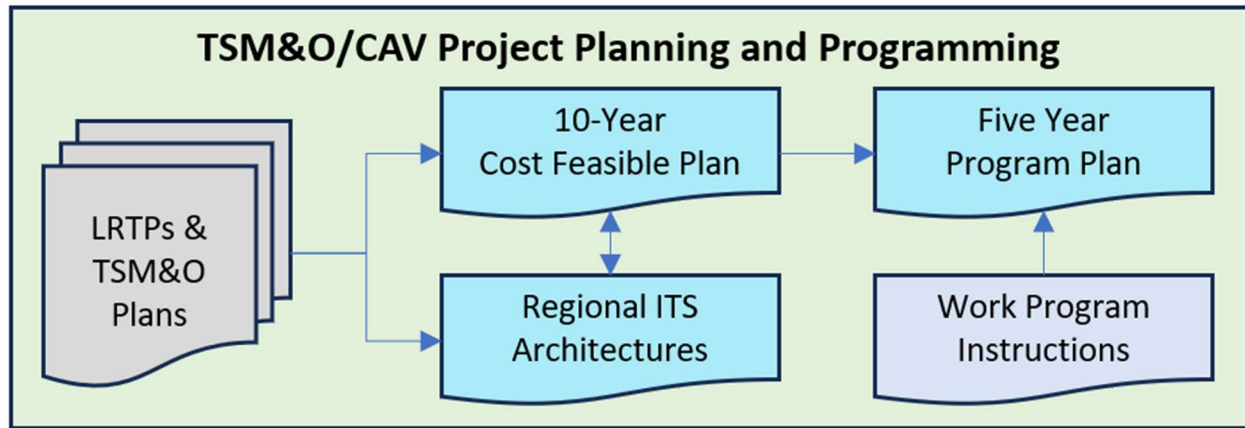 TSM&O/CAV Project Planning and Programming
LRTPs &
TSM&O
Plans
10-Year
Cost Feasible Plan
Five Year
Program Plan
Regional ITS
Architectures
Work Program
Instructions